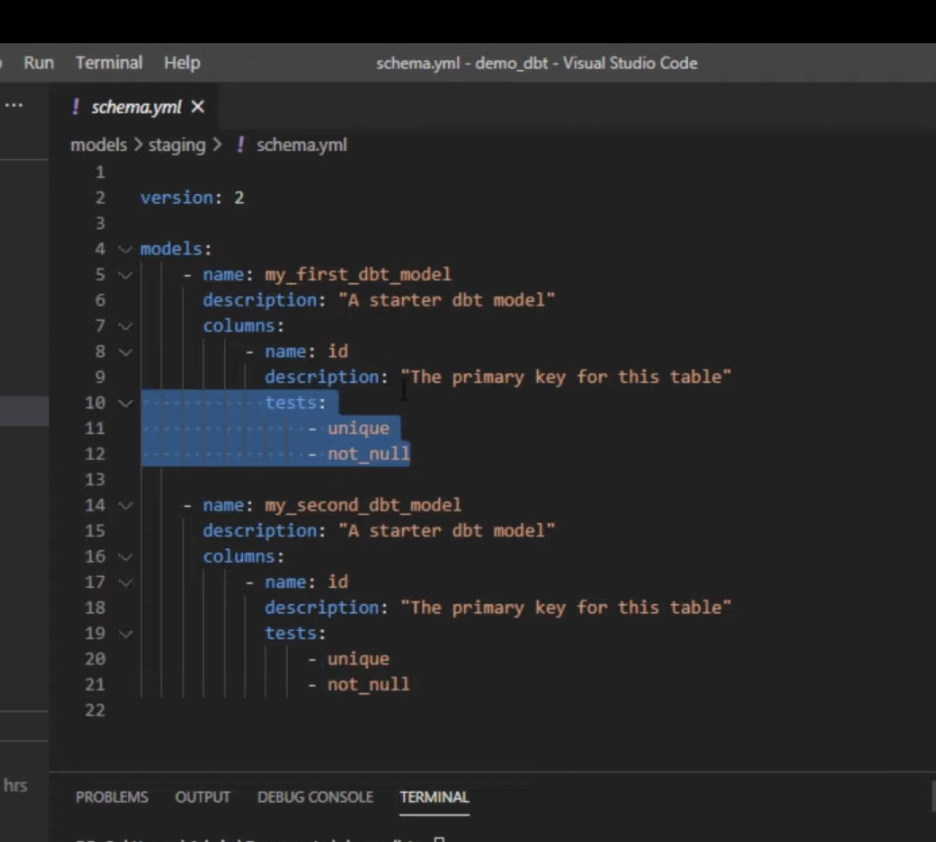 Run Terminal Help schema.yml - demo_dbt - Visual Studio Code
... ! schema.yml ×
models > staging > ! schema.yml
1
2 version: 2
3
4 models:
5 - name: my_first_dbt_model
6 description: "A starter dbt model"
7 columns:
8 - name: id
9 description: "The primary key for this table"
10 tests:
11 - unique
12 - not_null
13
14 - name: my_second_dbt_model
15 description: "A starter dbt model"
16 columns:
17 - name: id
18 description: "The primary key for this table"
19 tests:
20 - unique
21 - not_null
22
hrs
PROBLEMS OUTPUT DEBUG CONSOLE TERMINAL